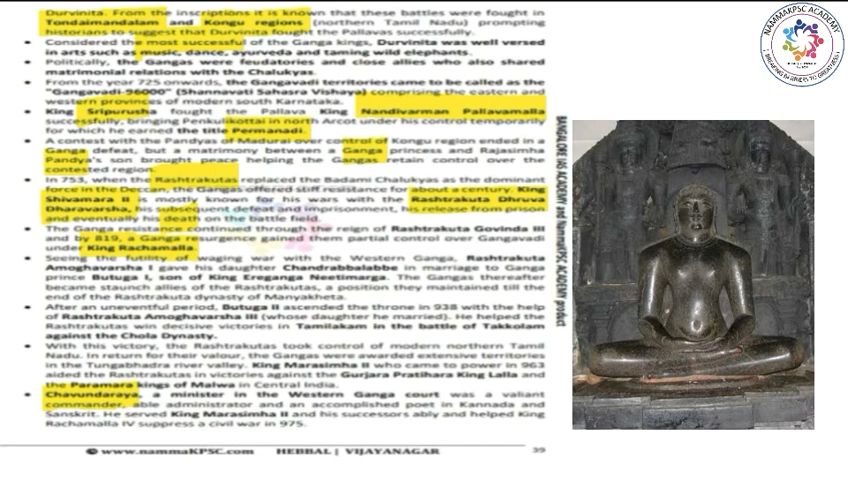 Durvinita. From the inscriptions it is known that these battles were fought in
Tondaimandalam and Kongu regions (northern Tamil Nadu) prompting
historians to suggest that Durvinita fought the Pallavas successfully.
• Considered the most successful of the Ganga kings, Durvinita was well versed
in arts such as music, dance, ayurveda and taming wild elephants.
• Politically, the Gangas were feudatories and close allies who also shared
matrimonial relations with the Chalukyas.
• From the year 725 onwards, the Gangavadi territories came to be called as the
"Gangavadi-96000" (Shannavati Sahasra Vishaya) comprising the eastern and
western provinces of modern south Karnataka.
• King Sripurusha fought the Pallava King Nandivarman Pallavamalla
successfully, bringing Penkulikottai in north Arcot under his control temporarily
for which he earned the title Permanadi.
• A contest with the Pandyas of Madurai over control of Kongu region ended in a
Ganga defeat, but a matrimony between a Ganga princess and Rajasimha
Pandya's son brought peace helping the Gangas retain control over the
contested region.
• In 753, when the Rashtrakutas replaced the Badami Chalukyas as the dominant
force in the Deccan, the Gangas offered stiff resistance for about a century. King
Shivamara II is mostly known for his wars with the Rashtrakuta Dhruva
Dharavarsha, his subsequent defeat and imprisonment, his release from prison
and eventually his death on the battle field.
• The Ganga resistance continued through the reign of Rashtrakuta Govinda III
and by 819, a Ganga resurgence gained them partial control over Gangavadi
under King Rachamalla.
• Seeing the futility of waging war with the Western Ganga, Rashtrakuta
Amoghavarsha I gave his daughter Chandrabbalabbe in marriage to Ganga
prince Butuga I, son of King Ereganga Neetimarga. The Gangas thereafter
became staunch allies of the Rashtrakutas, a position they maintained till the
end of the Rashtrakuta dynasty of Manyakheta.
• After an uneventful period, Butuga II ascended the throne in 938 with the help
of Rashtrakuta Amoghavarsha III (whose daughter he married). He helped the
Rashtrakutas win decisive victories in Tamilakam in the battle of Takkolam
against the Chola Dynasty.
• With this victory, the Rashtrakutas took control of modern northern Tamil
Nadu. In return for their valour, the Gangas were awarded extensive territories
in the Tungabhadra river valley. King Marasimha II who came to power in 963
aided the Rashtrakutas in victories against the Gurjara Pratihara King Lalla and
the Paramara kings of Malwa in Central India.
• Chavundaraya, a minister in the Western Ganga court was a valiant
commander, able administrator and an accomplished poet in Kannada and
Sanskrit. He served King Marasimha II and his successors ably and helped King
Rachamalla IV suppress a civil war in 975.
www.nammaKPSC.com HEBBAL | VIJAYANAGAR 39
BANGALORE IAS ACADEMY and NammaKPSC ACADEMY product
NAMMAKPSC ACADEMY